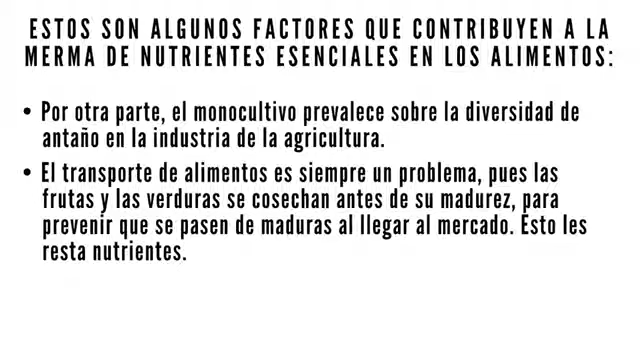 ESTOS SON ALGUNOS FACTORES QUE CONTRIBUYEN A LA
MERMA DE NUTRIENTES ESENCIALES EN LOS ALIMENTOS:
• Por otra parte, el monocultivo prevalece sobre la diversidad de
antaño en la industria de la agricultura.
• El transporte de alimentos es siempre un problema, pues las
frutas y las verduras se cosechan antes de su madurez, para
prevenir que se pasen de maduras al llegar al mercado. Esto les
resta nutrientes.